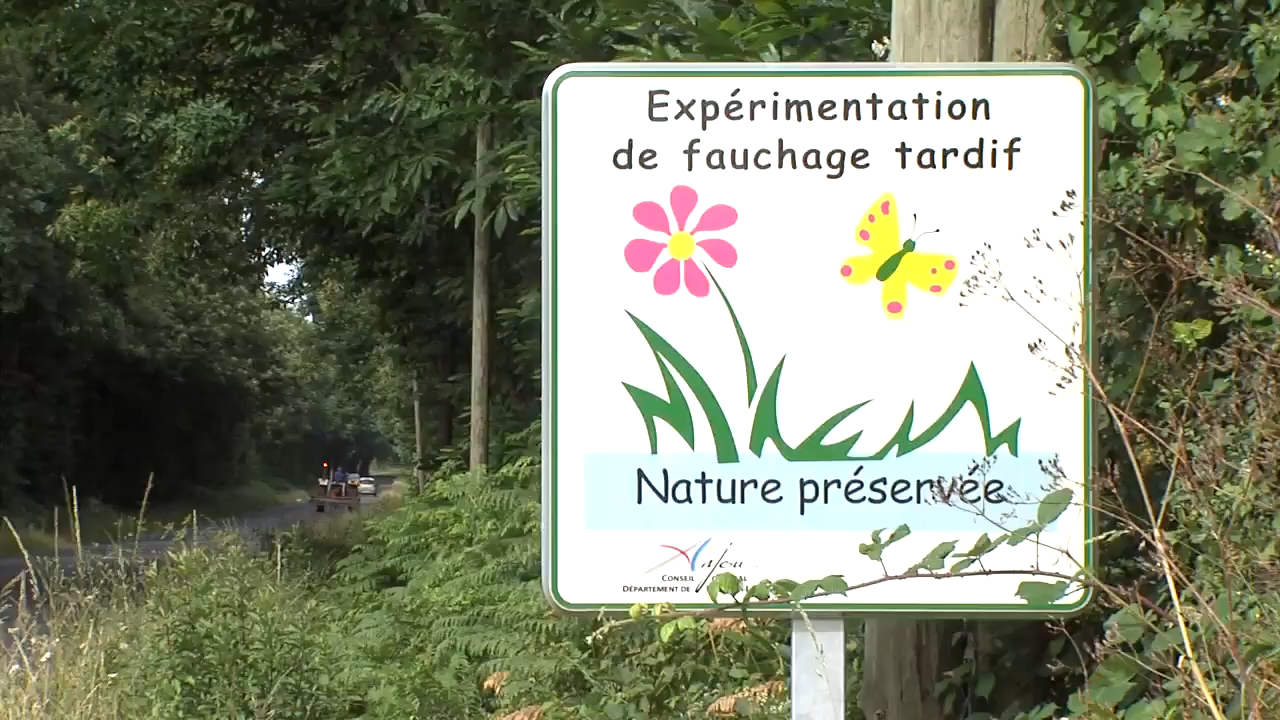 Expérimentation
de fauchage tardif
Nature préservée
Anjou
Conseil
Département de